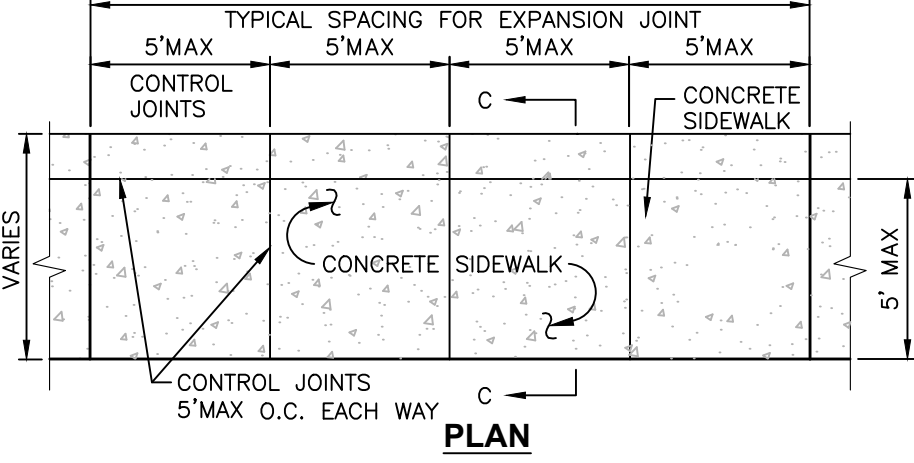 TYPICAL SPACING FOR EXPANSION JOINT
5'MAX 5'MAX 5'MAX 5'MAX
CONTROL
JOINTS
C
CONCRETE
SIDEWALK
VARIES
CONCRETE SIDEWALK
5' MAX
CONTROL JOINTS
5'MAX O.C. EACH WAY
C
PLAN